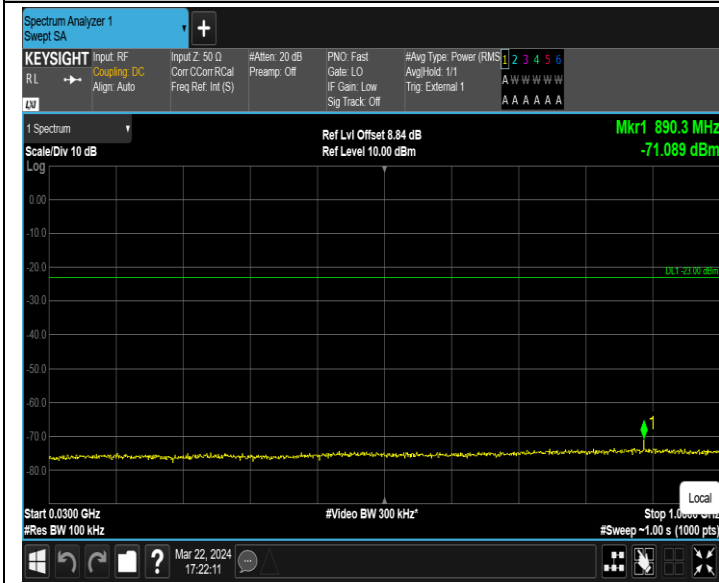 Spectrum Analyzer 1
Swept SA
+
KEYSIGHT
R L
LXI
Input: RF
Coupling: DC
Align: Auto
Input Z: 50 Ω
Corr CCorr RCal
Freq Ref: Int (S)
#Atten: 20 dB
Preamp: Off
PNO: Fast
Gate: LO
IF Gain: Low
Sig Track: Off
#Avg Type: Power (RMS
Avg|Hold: 1/1
Trig: External 1
1 2 3 4 5 6
A W W W W W
A A A A A A
1 Spectrum
Scale/Div 10 dB
Log
Ref Lvl Offset 8.84 dB
Ref Level 10.00 dBm
Mkr1 890.3 MHz
-71.089 dBm
0.00
-10.0
-20.0
DL1 -23.00 dBm
-30.0
-40.0
-50.0
-60.0
-70.0
1
-80.0
Local
Start 0.0300 GHz
#Res BW 100 kHz
#Video BW 300 kHz*
Stop
#Sweep ~1.00 s (1000 pts)
?
Mar 22, 2024
17:22:11